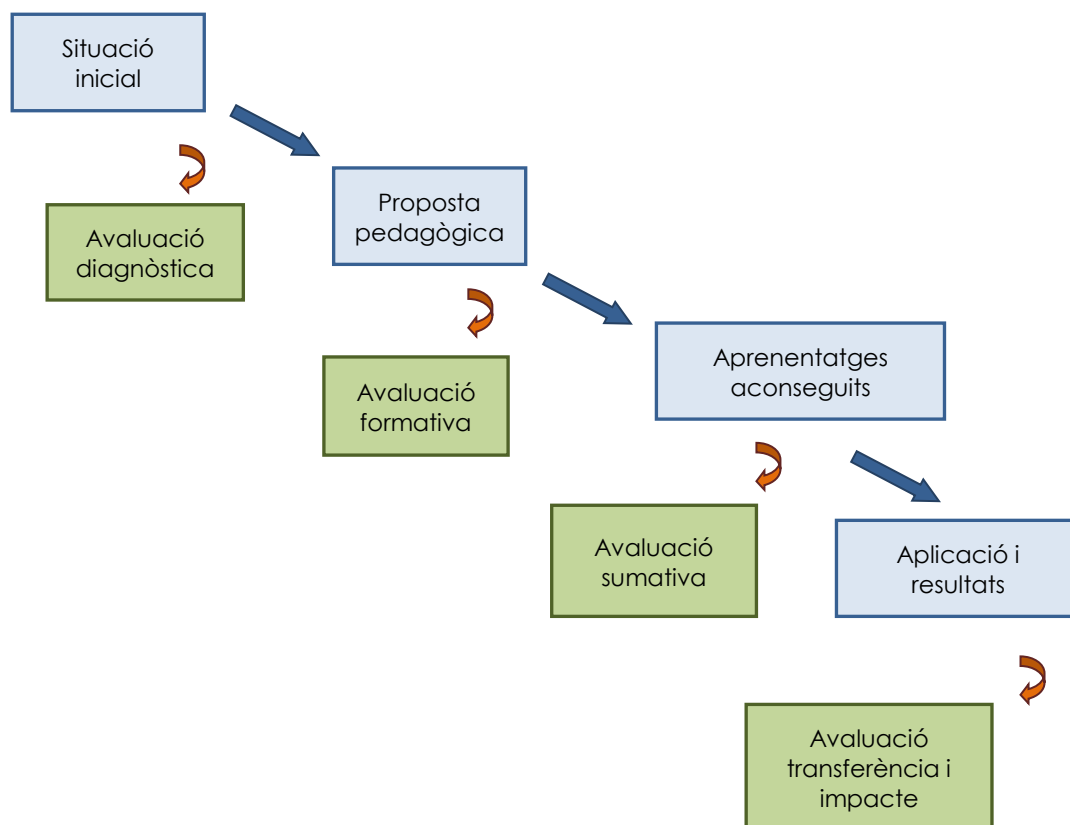 Situació
inicial
Avaluació
diagnòstica
Proposta
pedagògica
Avaluació
formativa
Aprenentatges
aconseguits
Avaluació
sumativa
Aplicació i
resultats
Avaluació
transferència i
impacte